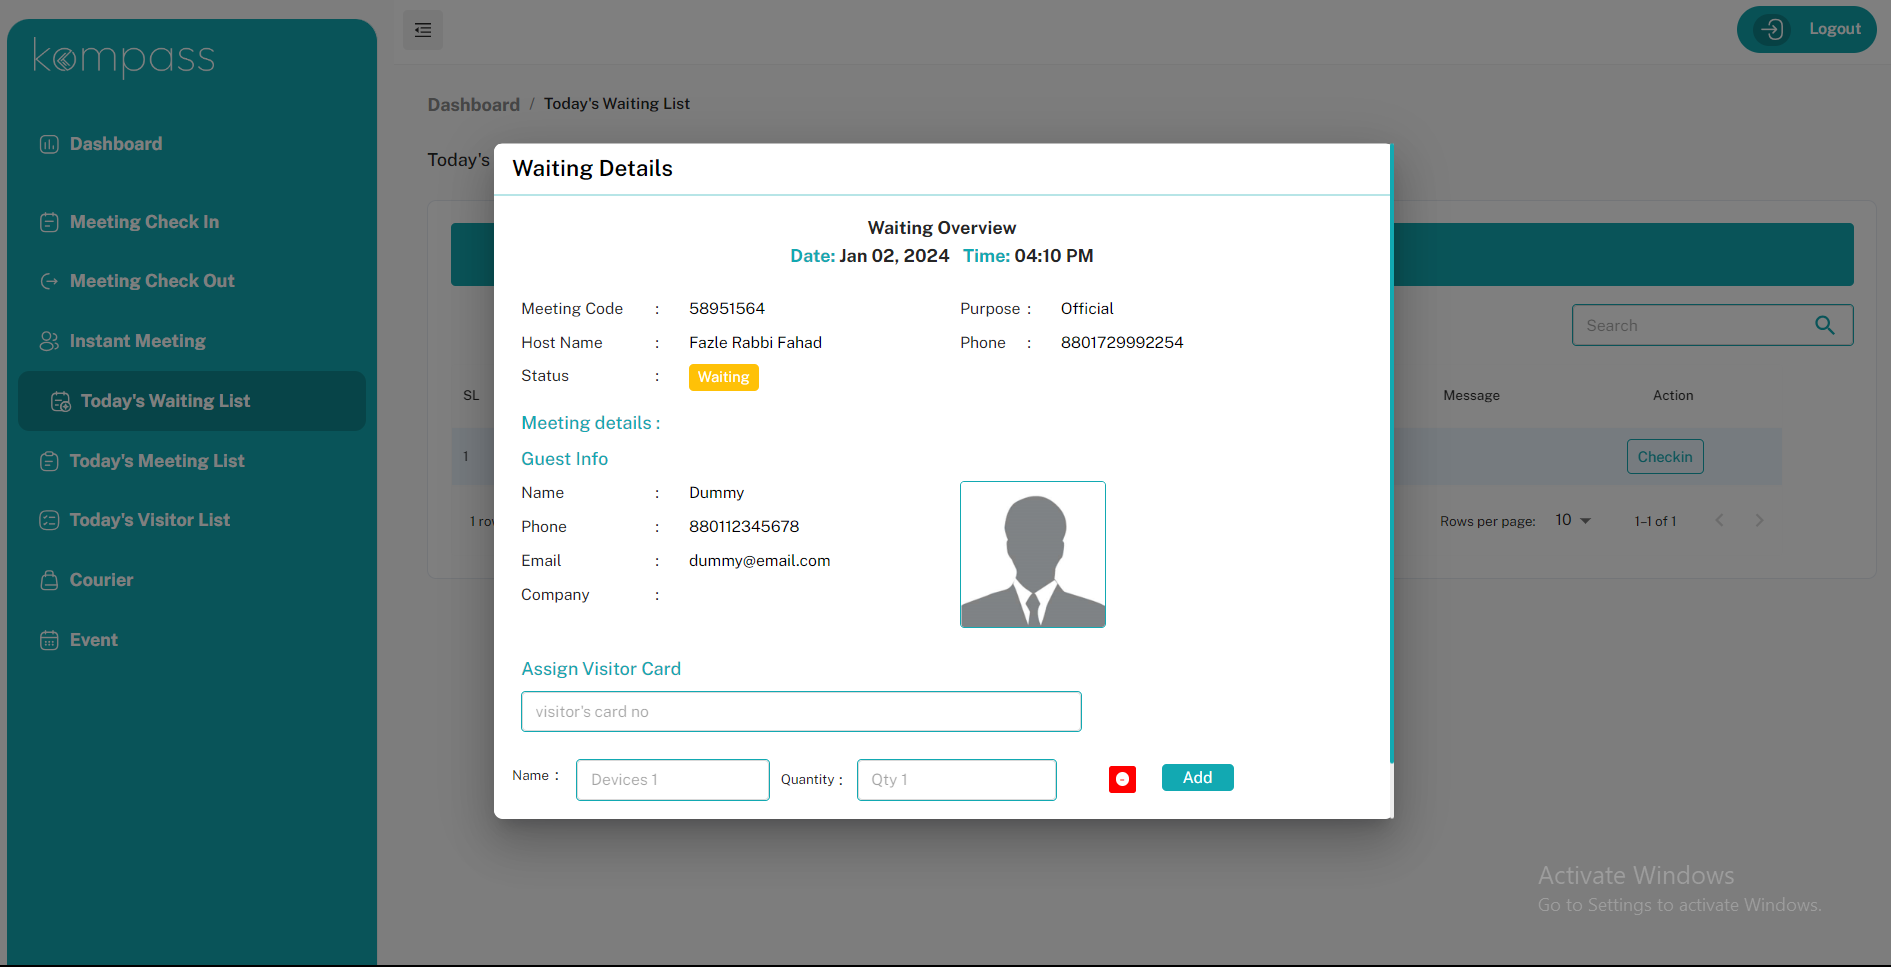 kompass
Logout
Dashboard
Meeting Check In
Meeting Check Out
Instant Meeting
Today's Waiting List
Today's Meeting List
Today's Visitor List
Courier
Event
Dashboard / Today's Waiting List
Today's
Search
SL Message Action
1 Checkin
1 row
Rows per page: 10 1-1 of 1
Waiting Details
Waiting Overview
Date: Jan 02, 2024 Time: 04:10 PM
Meeting Code : 58951564 Purpose : Official
Host Name : Fazle Rabbi Fahad Phone : 8801729992254
Status : Waiting
Meeting details :
Guest Info
Name : Dummy
Phone : 880112345678
Email : dummy@email.com
Company :
Assign Visitor Card
visitor's card no
Name : Devices 1 Quantity : Qty 1 Add
Activate Windows
Go to Settings to activate Windows.